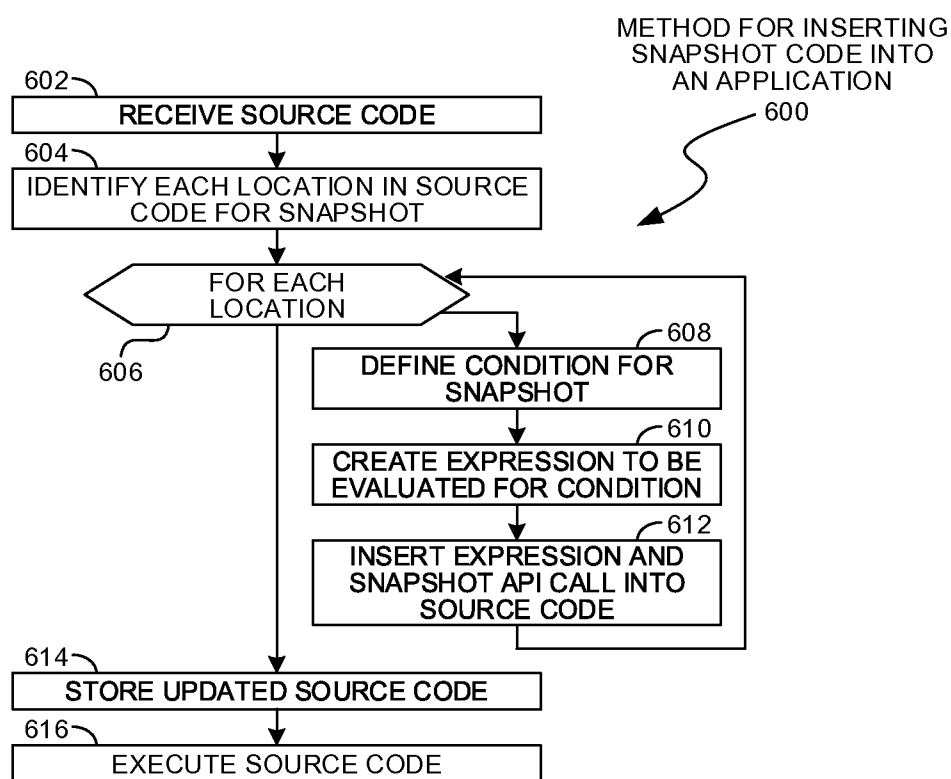 METHOD FOR INSERTING
SNAPSHOT CODE INTO
AN APPLICATION
600
602
RECEIVE SOURCE CODE
604
IDENTIFY EACH LOCATION IN SOURCE
CODE FOR SNAPSHOT
FOR EACH
LOCATION
606
608
DEFINE CONDITION FOR
SNAPSHOT
610
CREATE EXPRESSION TO BE
EVALUATED FOR CONDITION
612
INSERT EXPRESSION AND
SNAPSHOT API CALL INTO
SOURCE CODE
614
STORE UPDATED SOURCE CODE
616
EXECUTE SOURCE CODE